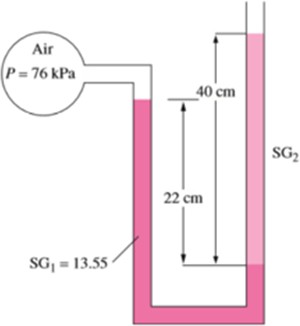 Air
P = 76 kPa
40 cm
SG₂
22 cm
SG₁ = 13.55